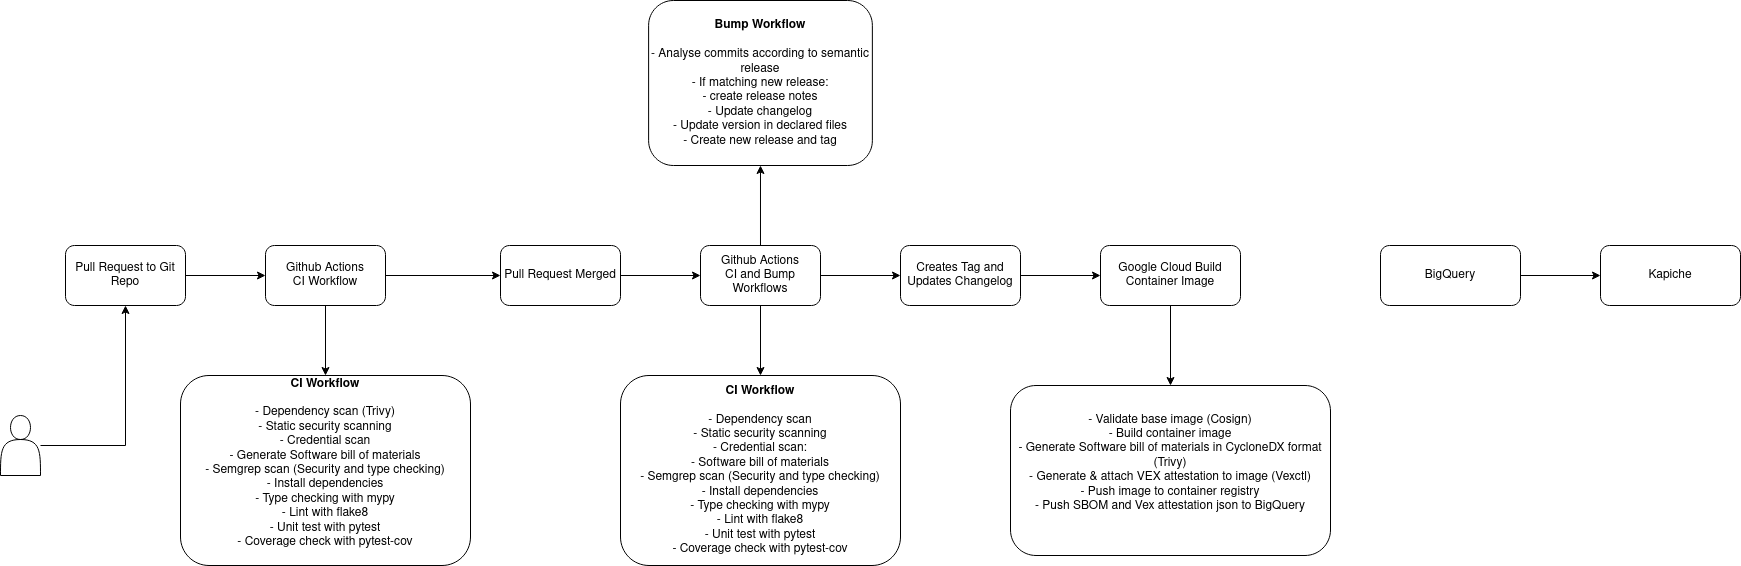 Bump Workflow
- Analyse commits according to semantic
release
- If matching new release:
- create release notes
- Update changelog
- Update version in declared files
- Create new release and tag
Pull Request to Git
Repo
Github Actions
CI Workflow
Pull Request Merged
Github Actions
CI and Bump
Workflows
Creates Tag and
Updates Changelog
Google Cloud Build
Container Image
BigQuery
Kapiche
CI Workflow
- Dependency scan (Trivy)
- Static security scanning
- Credential scan
- Generate Software bill of materials
- Semgrep scan (Security and type checking)
- Install dependencies
- Type checking with mypy
- Lint with flake8
- Unit test with pytest
- Coverage check with pytest-cov
CI Workflow
- Dependency scan
- Static security scanning
- Credential scan:
- Software bill of materials
- Semgrep scan (Security and type checking)
- Install dependencies
- Type checking with mypy
- Lint with flake8
- Unit test with pytest
- Coverage check with pytest-cov
- Validate base image (Cosign)
- Build container image
- Generate Software bill of materials in CycloneDX format
(Trivy)
- Generate & attach VEX attestation to image (Vexctl)
- Push image to container registry
- Push SBOM and Vex attestation json to BigQuery